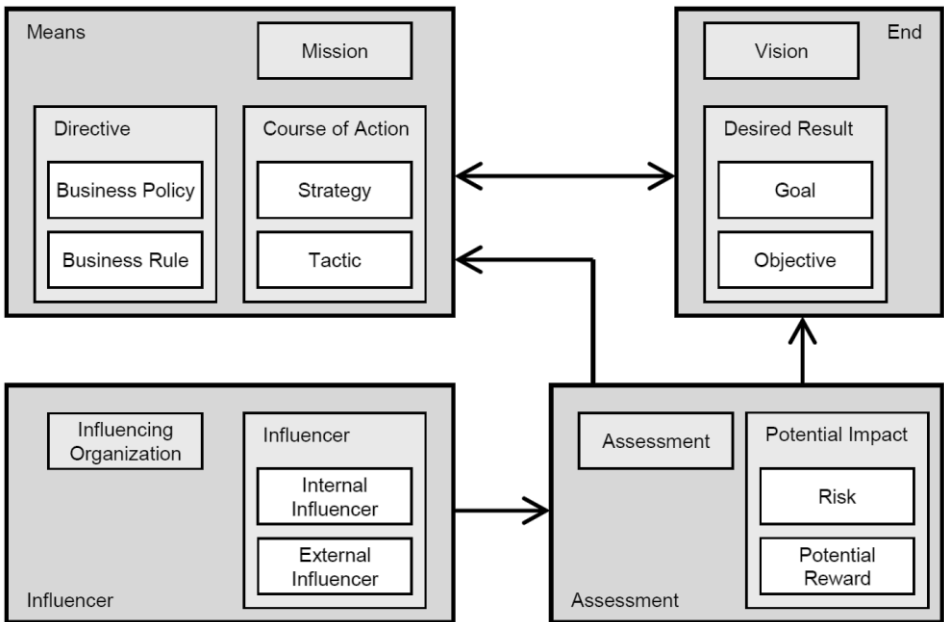 Means
Mission
Directive
Business Policy
Business Rule
Course of Action
Strategy
Tactic
End
Vision
Desired Result
Goal
Objective
Influencing
Organization
Influencer
Internal
Influencer
External
Influencer
Influencer
Assessment
Potential Impact
Risk
Potential
Reward
Assessment